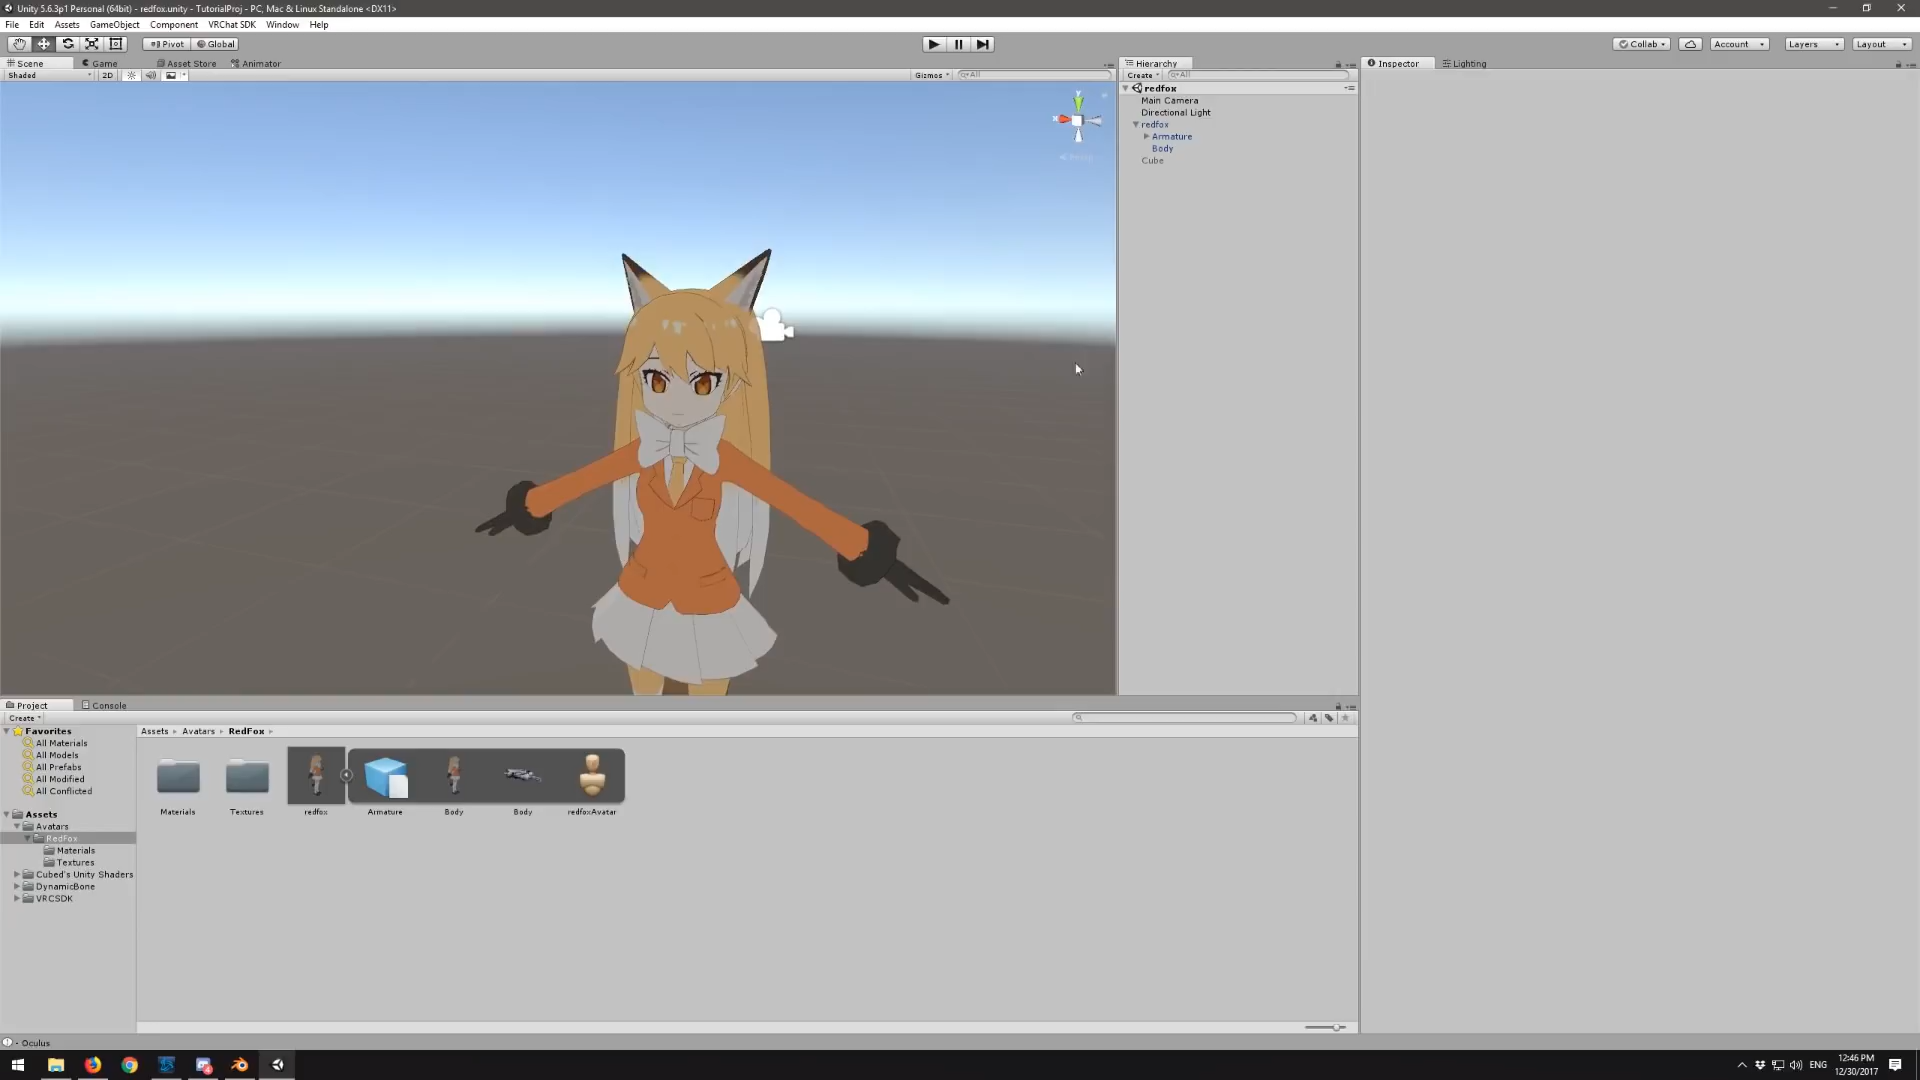 Unity 5.6.3p1 Personal (64bit) - redfox.unity - TutorialProj - PC, Mac & Linux Standalone <DX11>
File Edit Assets GameObject Component VRChat SDK Window Help
Pivot Global Collab Account Layers Layout
Scene Game Asset Store Animator
Shaded 2D Gizmos All
Hierarchy
Create All
redfox
Main Camera
Directional Light
redfox
Armature
Body
Cube
Inspector Lighting
Project Console
Create
Favorites
All Materials
All Models
All Prefabs
All Modified
All Conflicted
Assets
Avatars
RedFox
Materials
Textures
Cubed's Unity Shaders
DynamicBone
VRCSDK
Assets Avatars RedFox
Materials Textures redfox Armature Body Body redfoxAvatar
- Oculus
ENG
12:46 PM
12/30/2017